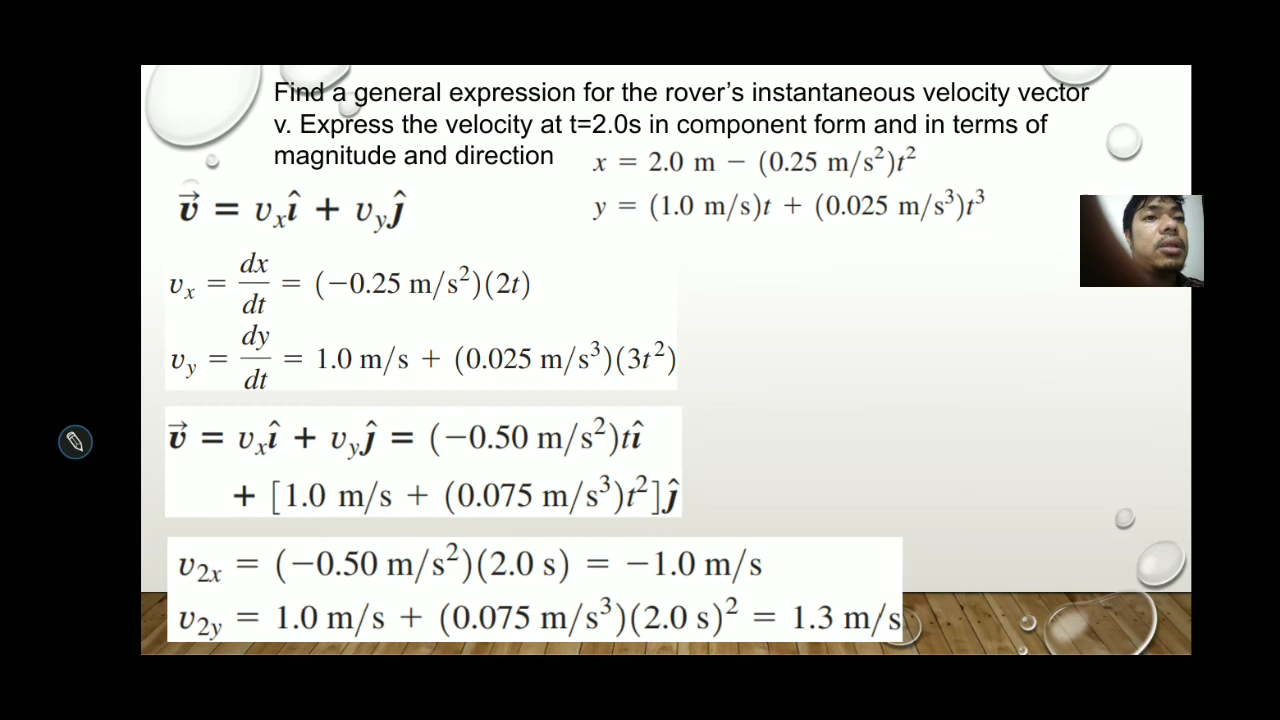 Find a general expression for the rover's instantaneous velocity vector
v. Express the velocity at t=2.0s in component form and in terms of
magnitude and direction
x = 2.0 m − (0.25 m/s²)t²
y = (1.0 m/s)t + (0.025 m/s³)t³
v⃗ = vₓî + v_yĵ
vₓ = dx/dt = (−0.25 m/s²)(2t)
v_y = dy/dt = 1.0 m/s + (0.025 m/s³)(3t²)
v⃗ = vₓî + v_yĵ = (−0.50 m/s²)tî
+ [1.0 m/s + (0.075 m/s³)t²]ĵ
v₂ₓ = (−0.50 m/s²)(2.0 s) = −1.0 m/s
v₂_y = 1.0 m/s + (0.075 m/s³)(2.0 s)² = 1.3 m/s